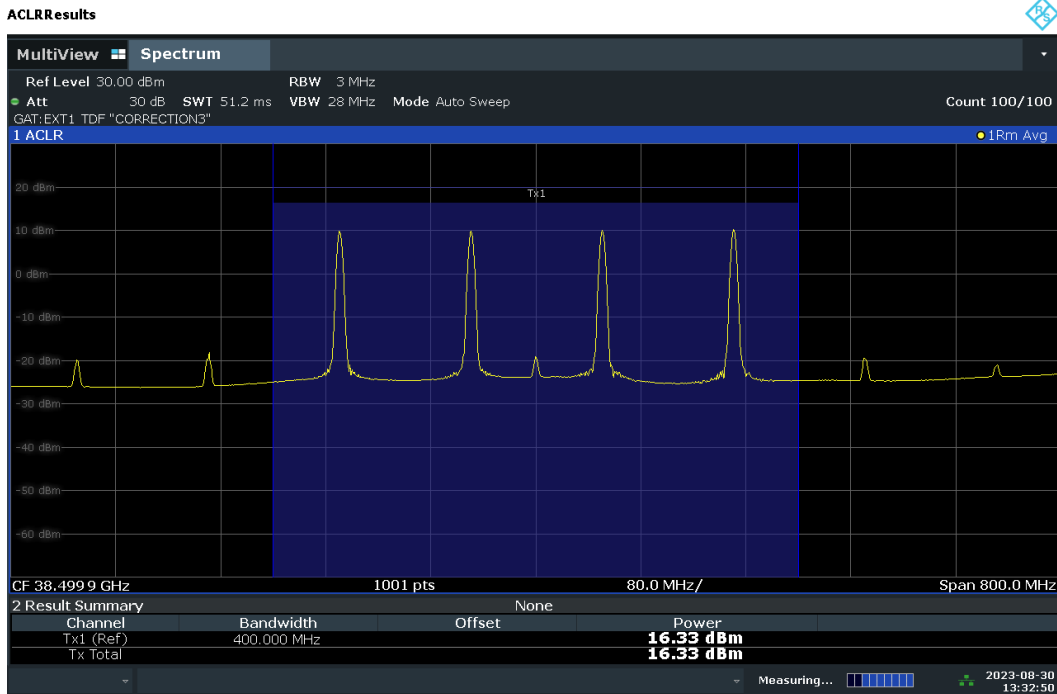 ACLRResults
R&S
MultiView Spectrum
Ref Level 30.00 dBm RBW 3 MHz
Att 30 dB SWT 51.2 ms VBW 28 MHz Mode Auto Sweep Count 100/100
GAT:EXT1 TDF "CORRECTION3"
1 ACLR 1Rm Avg
Tx1
20 dBm
10 dBm
0 dBm
-10 dBm
-20 dBm
-30 dBm
-40 dBm
-50 dBm
-60 dBm
CF 38.4999 GHz 1001 pts 80.0 MHz/ Span 800.0 MHz
2 Result Summary None
Channel Bandwidth Offset Power
Tx1 (Ref) 400.000 MHz 16.33 dBm
Tx Total 16.33 dBm
Measuring... 2023-08-30
13:32:50